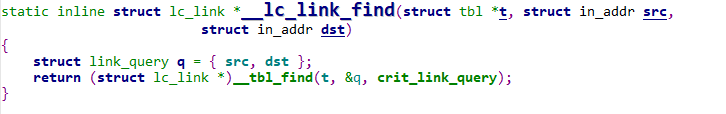 static inline struct lc_link *__lc_link_find(struct tbl *t, struct in_addr src,
struct in_addr dst)
{
struct link_query q = { src, dst };
return (struct lc_link *)__tbl_find(t, &q, crit_link_query);
}